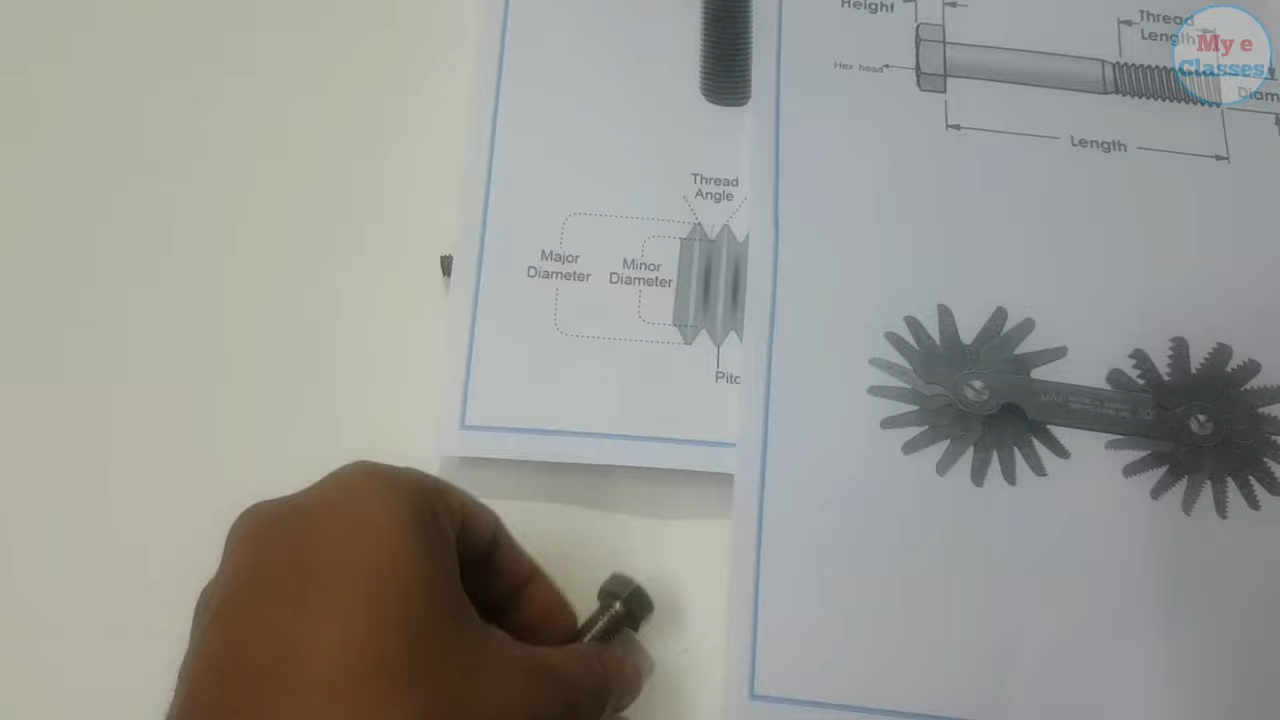 Height
Thread
Length
My e
Classes
Hex head
Diam
Length
Thread
Angle
Major
Diameter
Minor
Diameter
Pitc